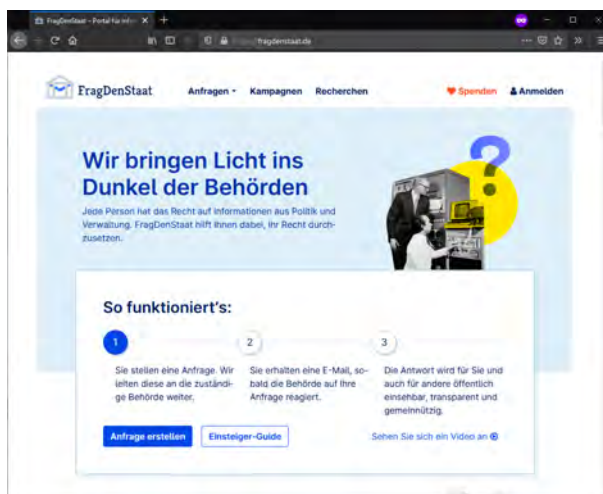 FragDenStaat – Portal für Infor
fragdenstaat.de
FragDenStaat
Anfragen
Kampagnen
Recherchen
Spenden
Anmelden
?
Wir bringen Licht ins
Dunkel der Behörden
Jede Person hat das Recht auf Informationen aus Politik und
Verwaltung. FragDenStaat hilft Ihnen dabei, Ihr Recht durch-
zusetzen.
So funktioniert's:
1
2
3
Sie stellen eine Anfrage. Wir
leiten diese an die zuständi-
ge Behörde weiter.
Sie erhalten eine E-Mail, so-
bald die Behörde auf Ihre
Anfrage reagiert.
Die Antwort wird für Sie und
auch für andere öffentlich
einsehbar, transparent und
gemeinnützig.
Anfrage erstellen
Einsteiger-Guide
Sehen Sie sich ein Video an